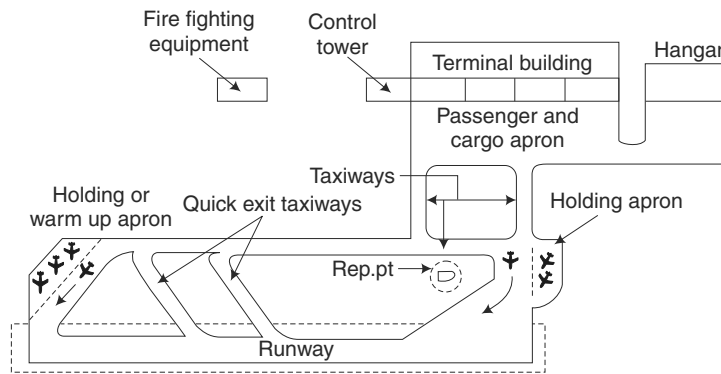 Fire fighting
equipment
Control
tower
Terminal building
Hangar
Passenger and
cargo apron
Taxiways
Holding or
warm up apron
Quick exit taxiways
Holding apron
Rep.pt
Runway